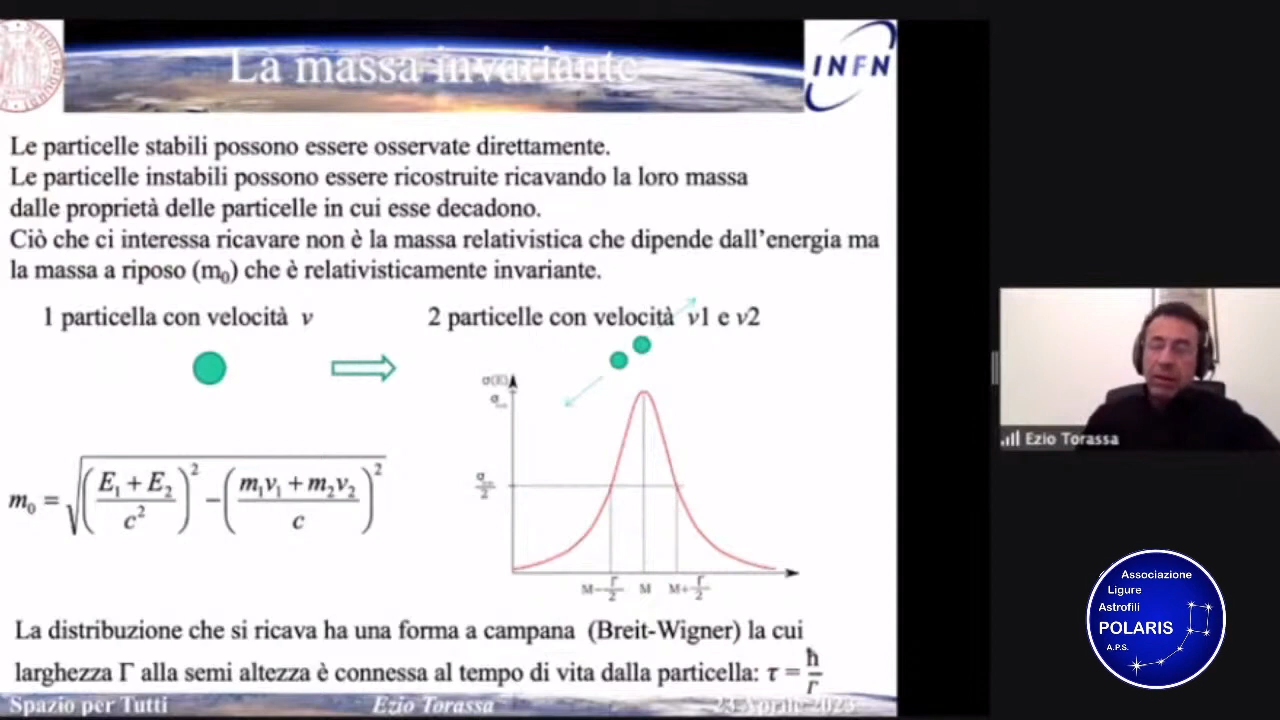 La massa invariante
INFN
Le particelle stabili possono essere osservate direttamente.
Le particelle instabili possono essere ricostruite ricavando la loro massa
dalle proprietà delle particelle in cui esse decadono.
Ciò che ci interessa ricavare non è la massa relativistica che dipende dall'energia ma
la massa a riposo (m₀) che è relativisticamente invariante.
1 particella con velocità v
2 particelle con velocità v1 e v2
σ(E)
m₀ = √((E₁ + E₂)/c²)² − ((m₁v₁ + m₂v₂)/c)²
M−Γ/2 M M+Γ/2
La distribuzione che si ricava ha una forma a campana (Breit-Wigner) la cui
larghezza Γ alla semi altezza è connessa al tempo di vita dalla particella: τ = ħ/Γ
Spazio per Tutti
Ezio Torassa
23 Aprile 2023
Ezio Torassa
Associazione
Ligure
Astrofili
POLARIS
A.P.S.